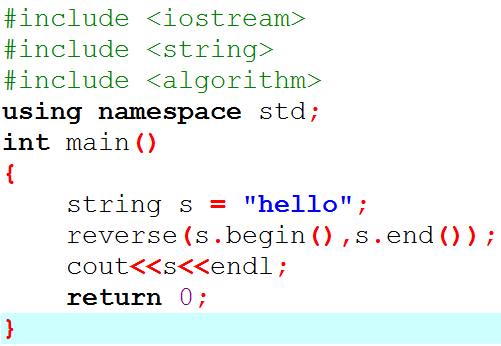 #include <iostream>
#include <string>
#include <algorithm>
using namespace std;
int main()
{
    string s = "hello";
    reverse(s.begin(),s.end());
    cout<<s<<endl;
    return 0;
}